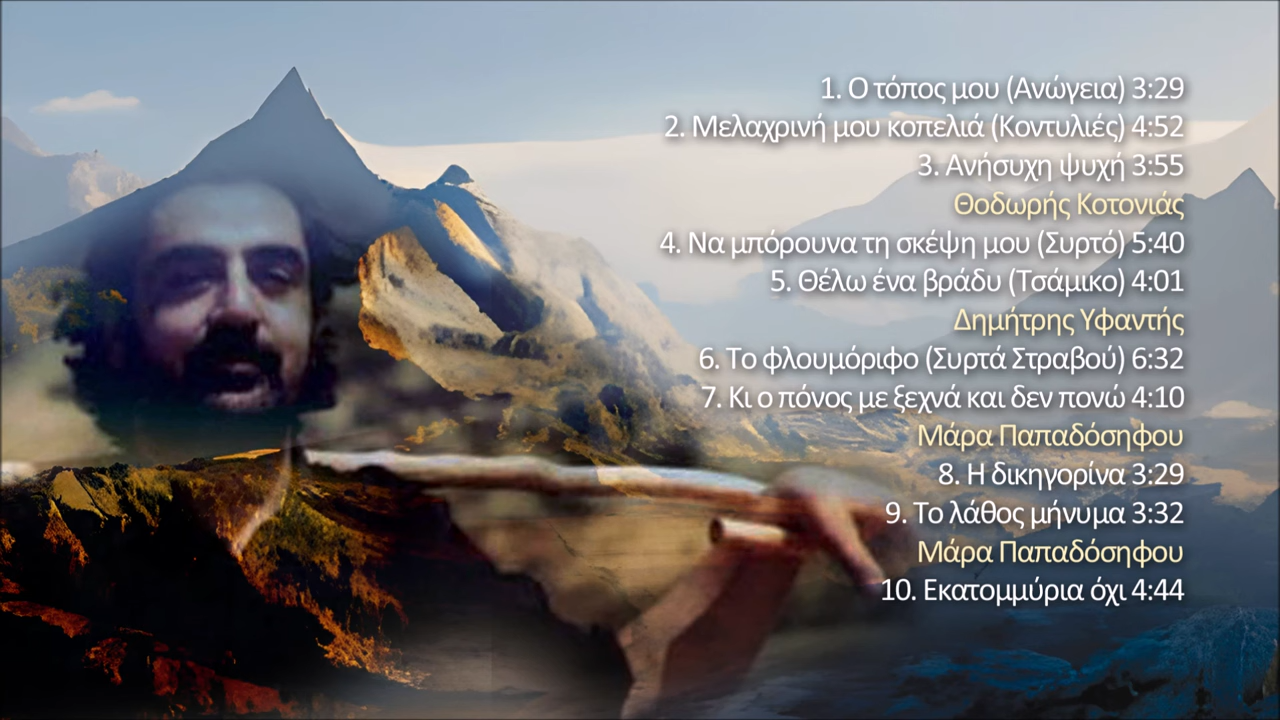 1. Ο τόπος μου (Ανώγεια) 3:29
2. Μελαχρινή μου κοπελιά (Κοντυλιές) 4:52
3. Ανήσυχη ψυχή 3:55
Θοδωρής Κοτονιάς
4. Να μπόρουνα τη σκέψη μου (Συρτό) 5:40
5. Θέλω ένα βράδυ (Τσάμικο) 4:01
Δημήτρης Υφαντής
6. Το φλουμόριφο (Συρτά Στραβού) 6:32
7. Κι ο πόνος με ξεχνά και δεν πονώ 4:10
Μάρα Παπαδόσηφου
8. Η δικηγορίνα 3:29
9. Το λάθος μήνυμα 3:32
Μάρα Παπαδόσηφου
10. Εκατομμύρια όχι 4:44